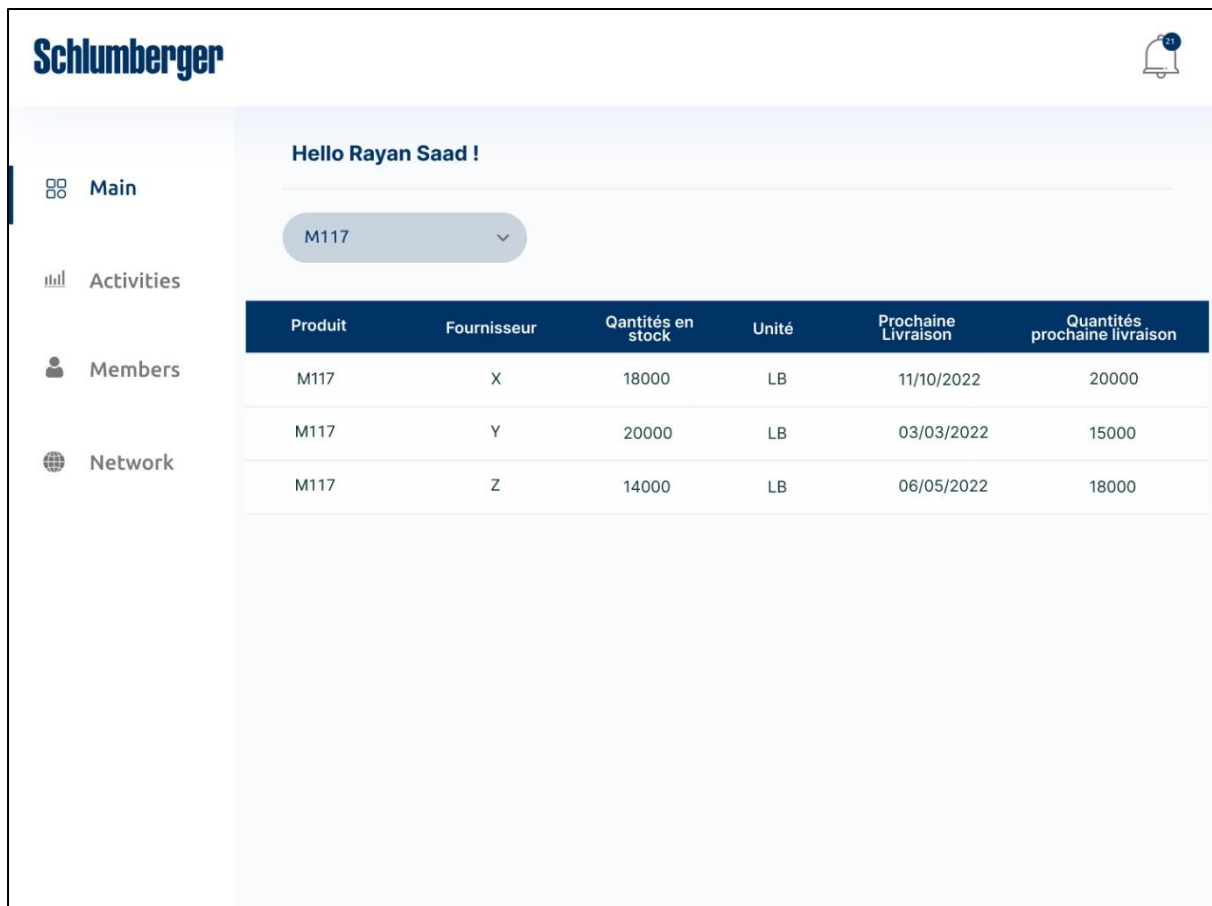 Schlumberger
21
Hello Rayan Saad !
Main
Activities
Members
Network
M117
Produit Fournisseur Qantités en stock Unité Prochaine Livraison Quantités prochaine livraison
M117 X 18000 LB 11/10/2022 20000
M117 Y 20000 LB 03/03/2022 15000
M117 Z 14000 LB 06/05/2022 18000